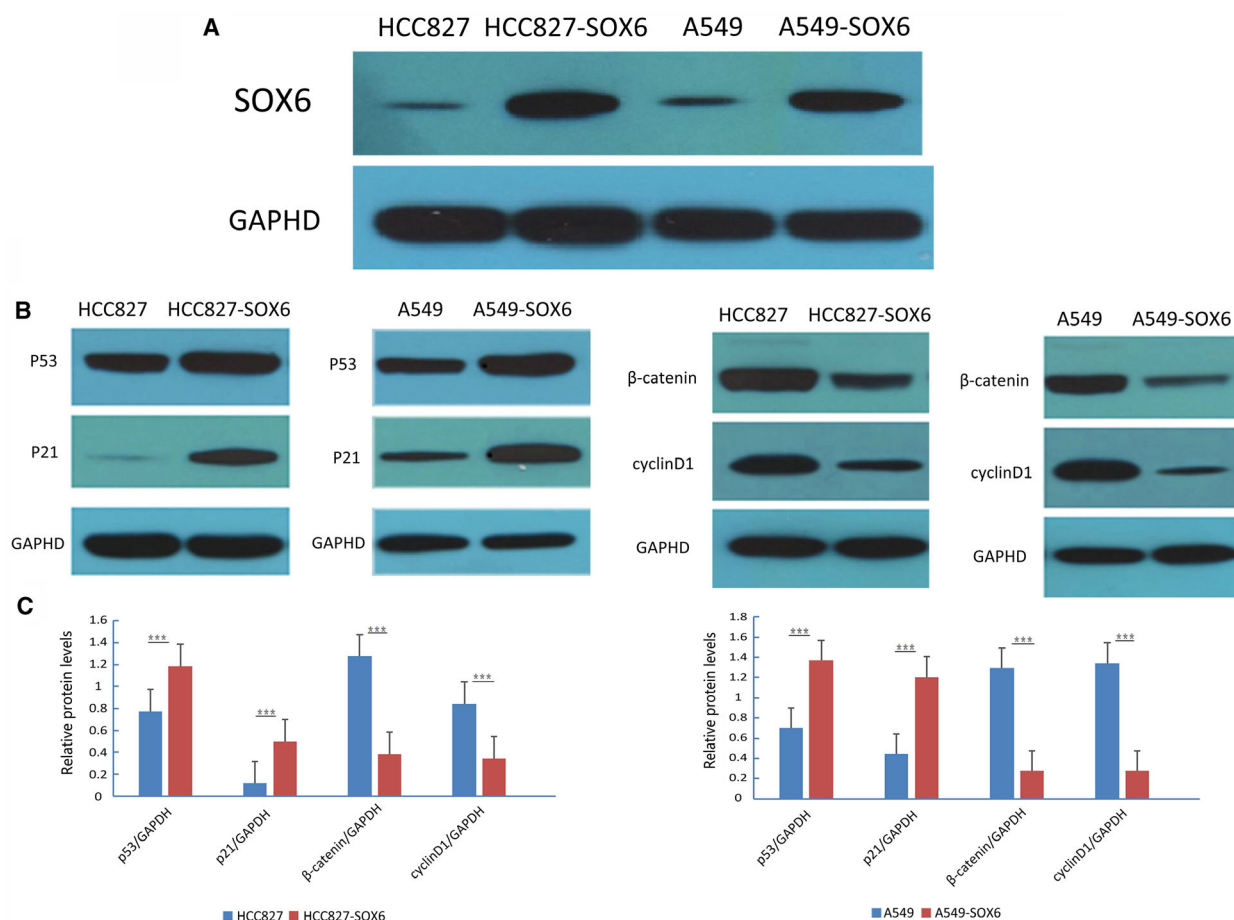 A
HCC827 HCC827-SOX6 A549 A549-SOX6
SOX6
GAPHD
B
HCC827 HCC827-SOX6
P53
P21
GAPHD
A549 A549-SOX6
P53
P21
GAPHD
HCC827 HCC827-SOX6
β-catenin
cyclinD1
GAPHD
A549 A549-SOX6
β-catenin
cyclinD1
GAPHD
C
Relative protein levels
1.6
1.4
1.2
1
0.8
0.6
0.4
0.2
0
***
***
***
***
p53/GAPDH
p21/GAPDH
β-catenin/GAPDH
cyclinD1/GAPDH
HCC827 HCC827-SOX6
Relative protein levels
1.8
1.6
1.4
1.2
1
0.8
0.6
0.4
0.2
0
***
***
***
***
p53/GAPDH
p21/GAPDH
β-catenin/GAPDH
cyclinD1/GAPDH
A549 A549-SOX6